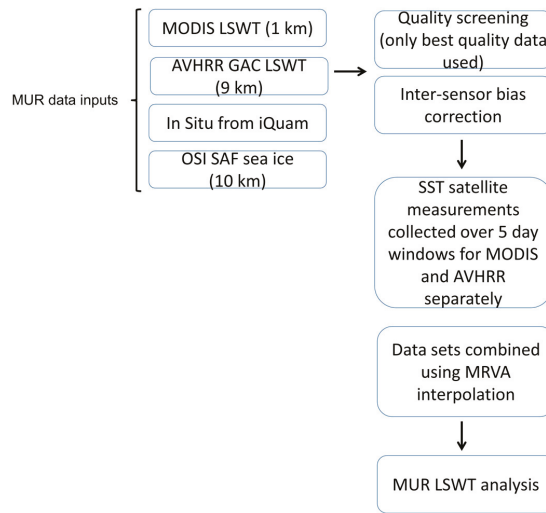 MUR data inputs
MODIS LSWT (1 km)
AVHRR GAC LSWT
(9 km)
In Situ from iQuam
OSI SAF sea ice
(10 km)
Quality screening
(only best quality data
used)
Inter-sensor bias
correction
SST satellite
measurements
collected over 5 day
windows for MODIS
and AVHRR
separately
Data sets combined
using MRVA
interpolation
MUR LSWT analysis